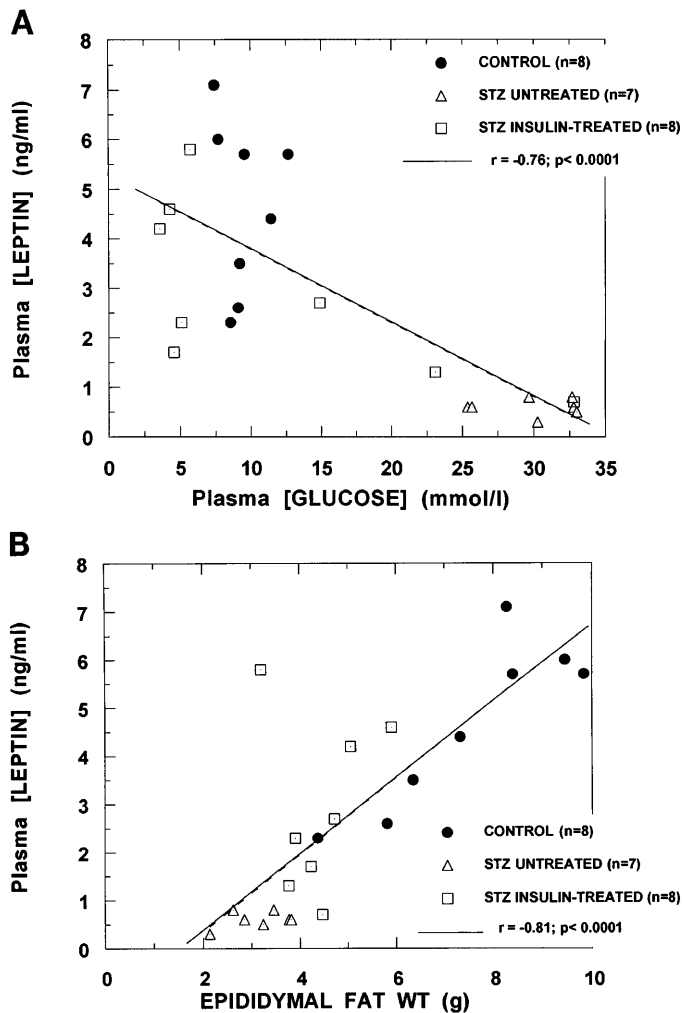 A
8
7
6
5
4
3
2
1
0
Plasma [LEPTIN] (ng/ml)
CONTROL (n=8)
STZ UNTREATED (n=7)
STZ INSULIN-TREATED (n=8)
r = -0.76; p< 0.0001
0 5 10 15 20 25 30 35
Plasma [GLUCOSE] (mmol/l)
B
8
7
6
5
4
3
2
1
0
Plasma [LEPTIN] (ng/ml)
CONTROL (n=8)
STZ UNTREATED (n=7)
STZ INSULIN-TREATED (n=8)
r = -0.81; p< 0.0001
0 2 4 6 8 10
EPIDIDYMAL FAT WT (g)